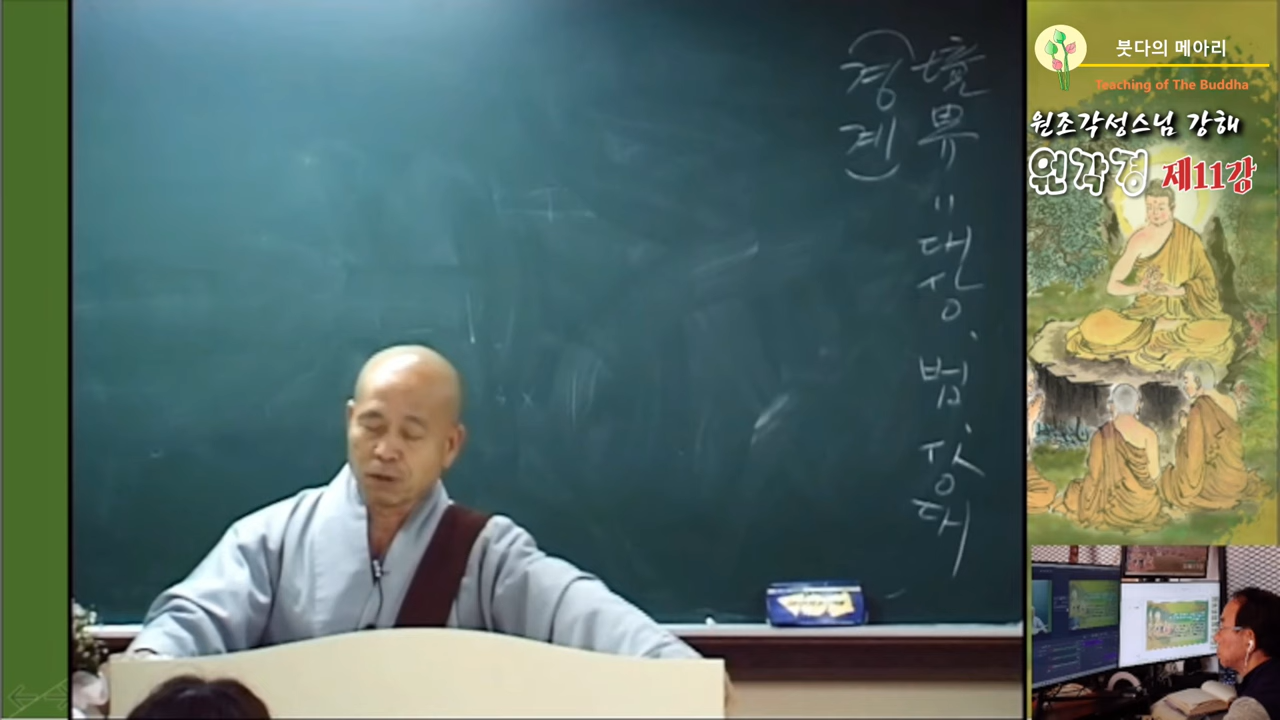 境界 = 대상, 법, 상대
(경계)
붓다의 메아리
Teaching of The Buddha
원조각성스님 강해
원각경 제11강